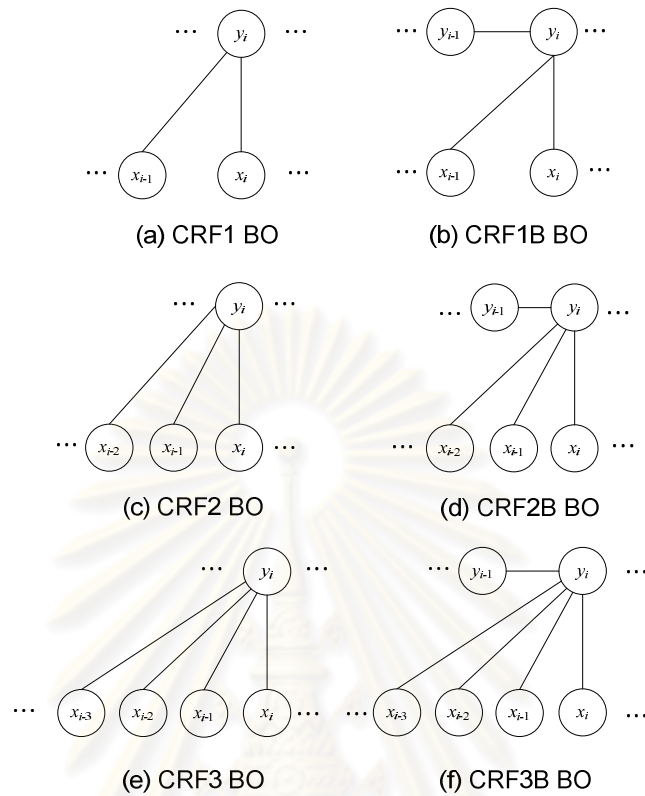 ... yᵢ ...
xᵢ₋₁ xᵢ
... ...
(a) CRF1 BO
... yᵢ₋₁ yᵢ ...
... xᵢ₋₁ xᵢ ...
(b) CRF1B BO
... yᵢ ...
... xᵢ₋₂ xᵢ₋₁ xᵢ ...
(c) CRF2 BO
... yᵢ₋₁ yᵢ ...
... xᵢ₋₂ xᵢ₋₁ xᵢ ...
(d) CRF2B BO
... yᵢ ...
... xᵢ₋₃ xᵢ₋₂ xᵢ₋₁ xᵢ ...
(e) CRF3 BO
... yᵢ₋₁ yᵢ ...
... xᵢ₋₃ xᵢ₋₂ xᵢ₋₁ xᵢ ...
(f) CRF3B BO